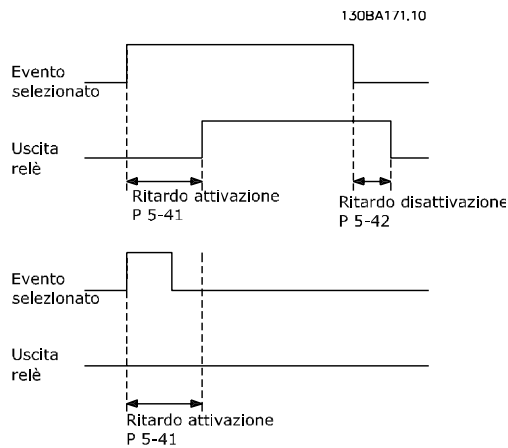 130BA171.10
Evento
selezionato
Uscita
relè
Ritardo attivazione
P 5-41
Ritardo disattivazione
P 5-42
Evento
selezionato
Uscita
relè
Ritardo attivazione
P 5-41